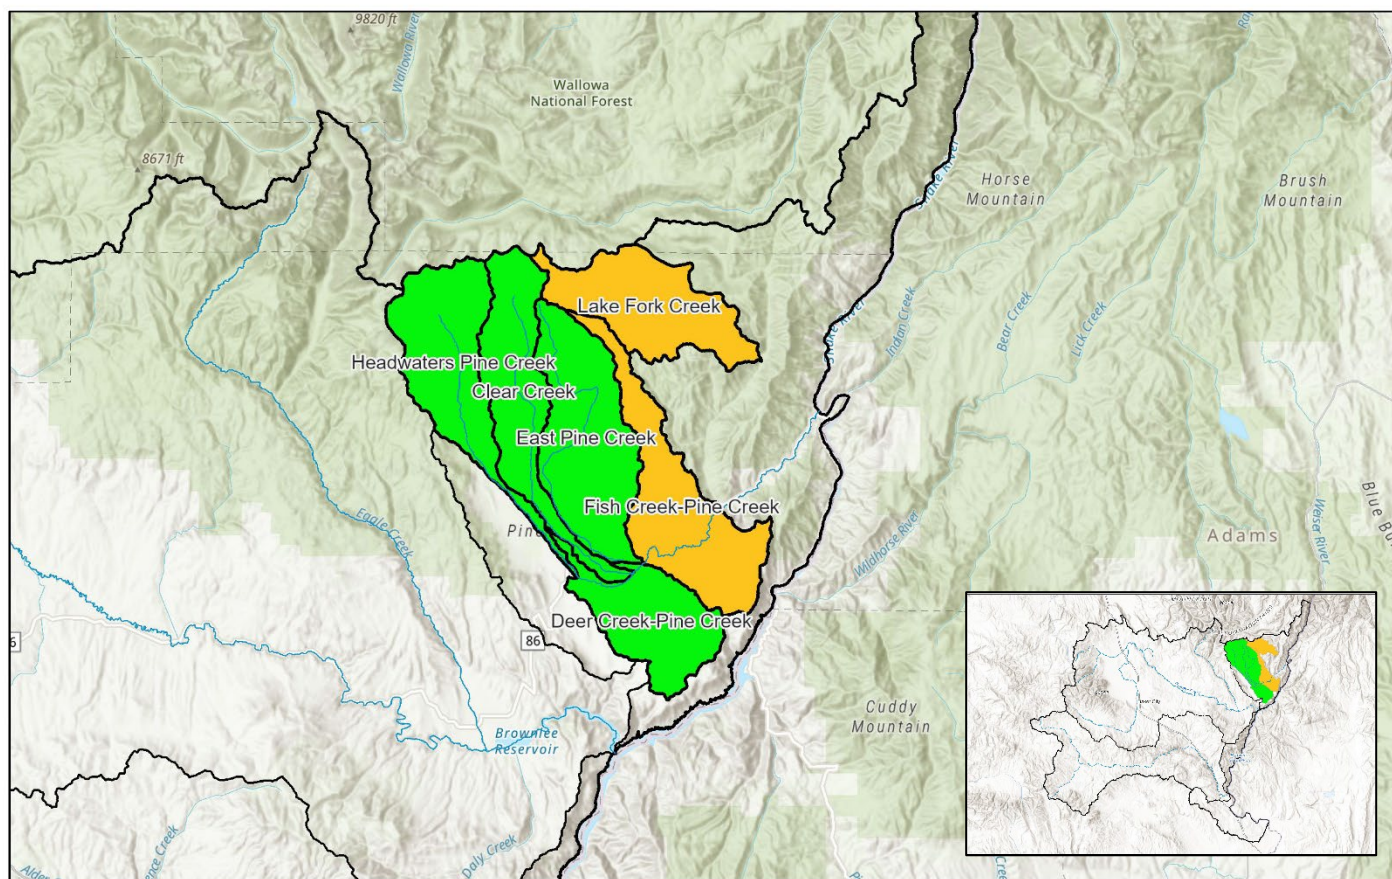 9820 ft
Wallowa River
Wallowa
National Forest
8671 ft
Snake River
Horse
Mountain
Brush
Mountain
Lake Fork Creek
Snake River
Indian Creek
Bear Creek
Lick Creek
Headwaters Pine Creek
Clear Creek
East Pine Creek
Fish Creek-Pine Creek
Eagle Creek
Wildhorse River
Weiser River
Adams
Deer Creek-Pine Creek
86
Cuddy
Mountain
Brownlee
Reservoir
Daly Creek